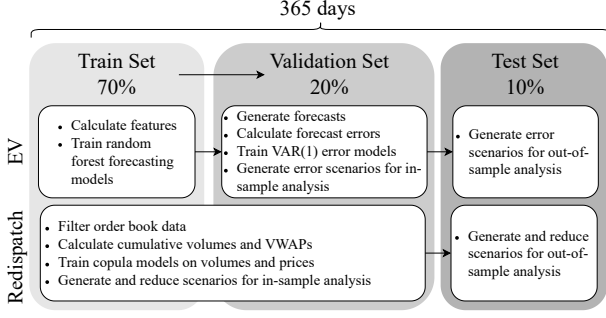 365 days
Train Set
70%
Validation Set
20%
Test Set
10%
EV
• Calculate features
• Train random
forest forecasting
models
• Generate forecasts
• Calculate forecast errors
• Train VAR(1) error models
• Generate error scenarios for in-
sample analysis
• Generate error
scenarios for out-of-
sample analysis
Redispatch
• Filter order book data
• Calculate cumulative volumes and VWAPs
• Train copula models on volumes and prices
• Generate and reduce scenarios for in-sample analysis
• Generate and reduce
scenarios for out-of-
sample analysis